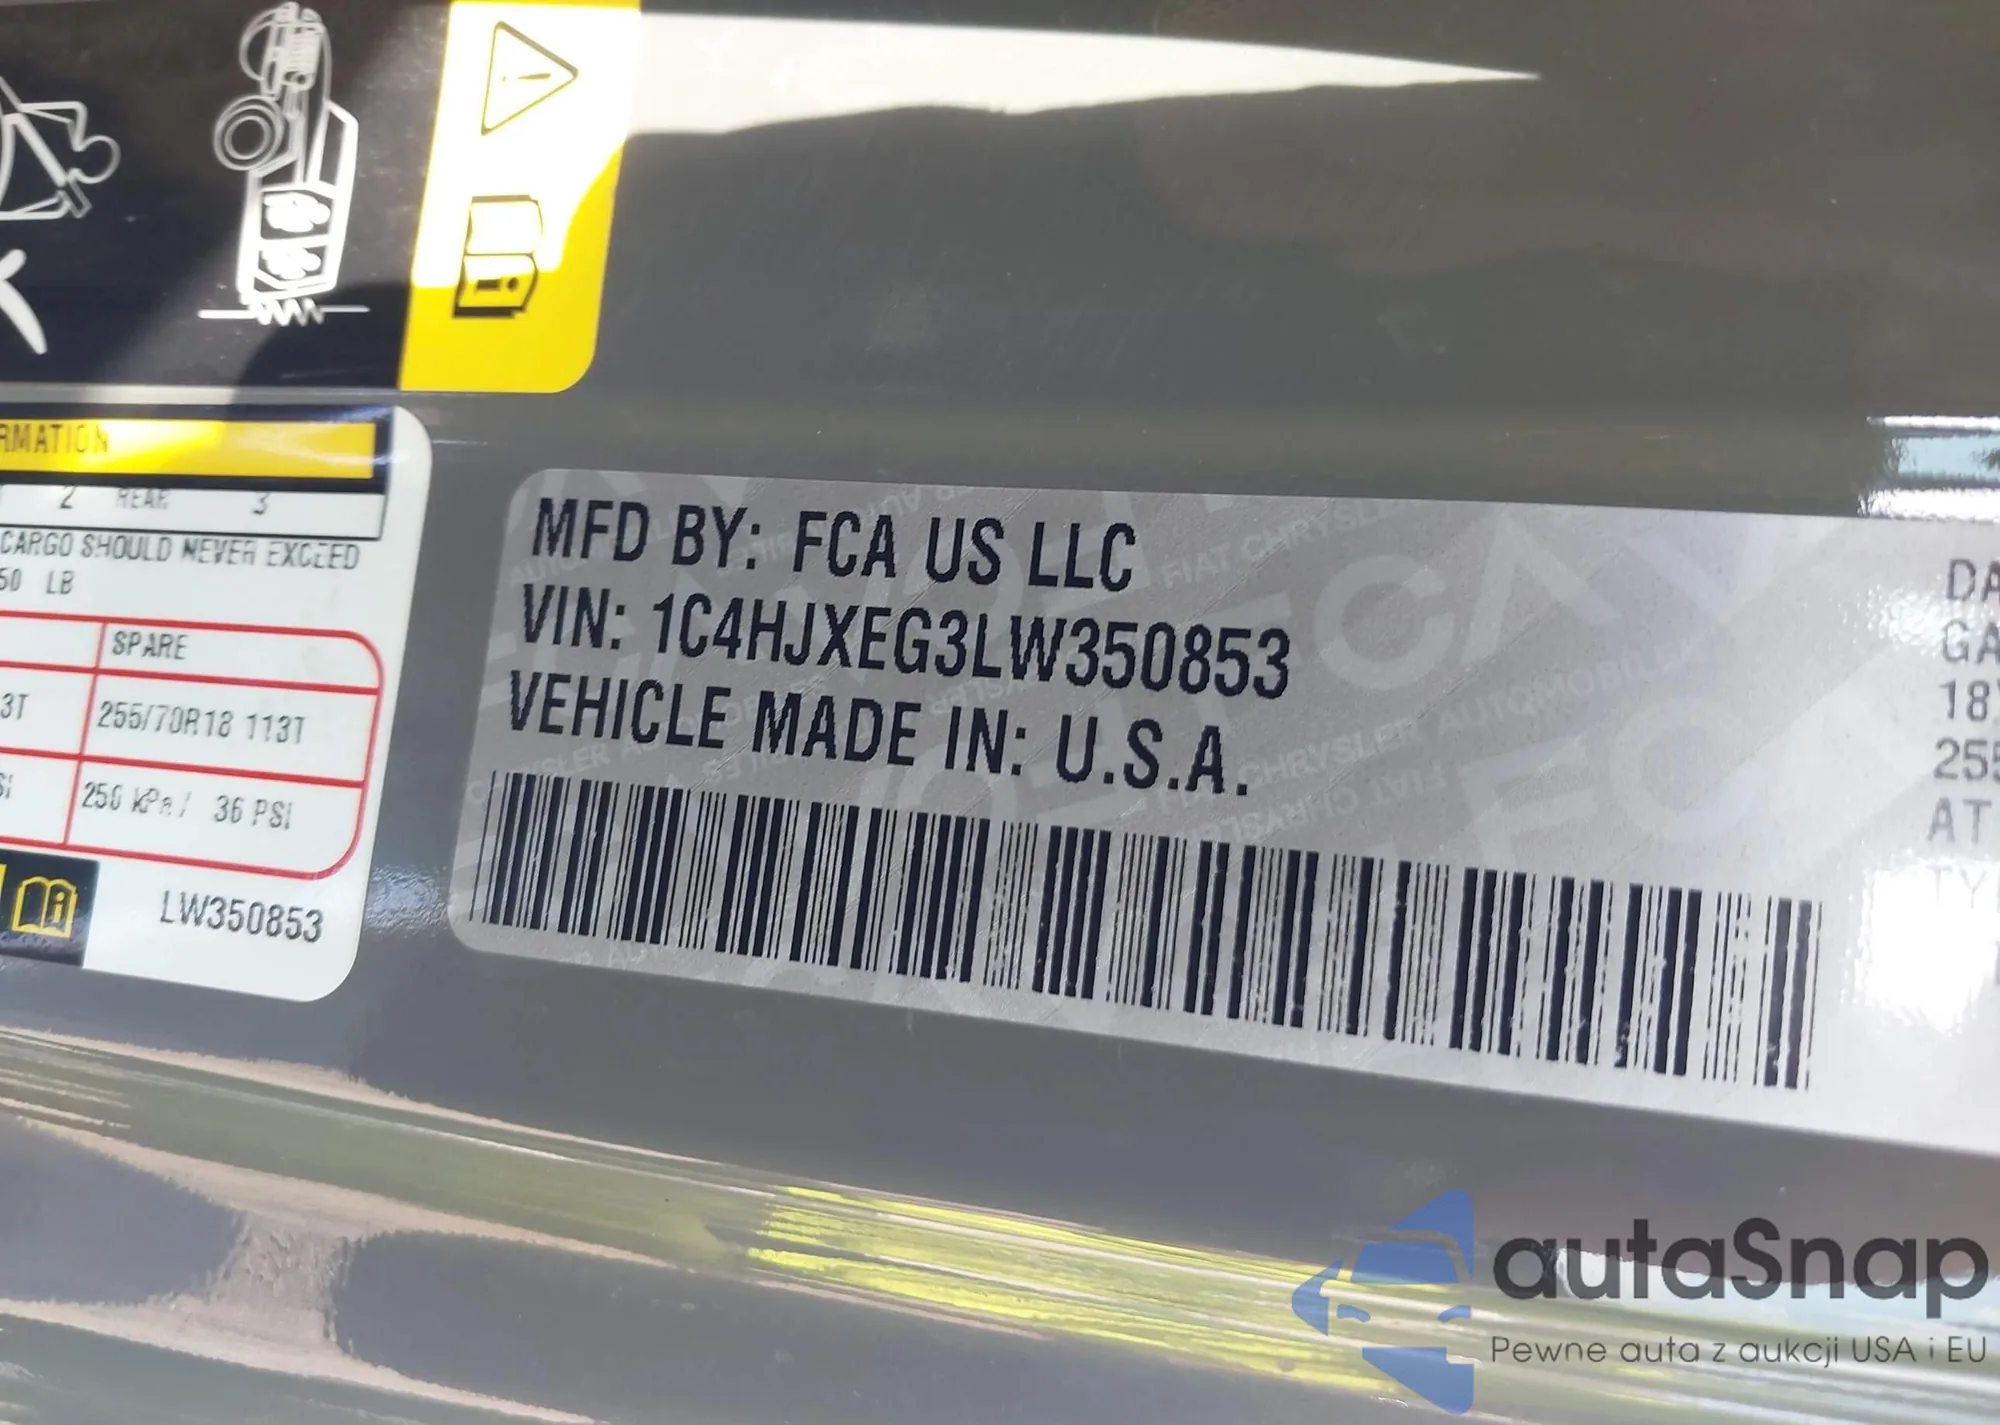 RMATION
2 REAR 3
CARGO SHOULD NEVER EXCEED
50 LB
SPARE
3T 255/70R18 113T
SI 250 kPa / 36 PSI
LW350853
MFD BY: FCA US LLC
VIN: 1C4HJXEG3LW350853
VEHICLE MADE IN: U.S.A.
DA
GA
18
255
AT
TY
autaSnap
Pewne auta z aukcji USA i EU